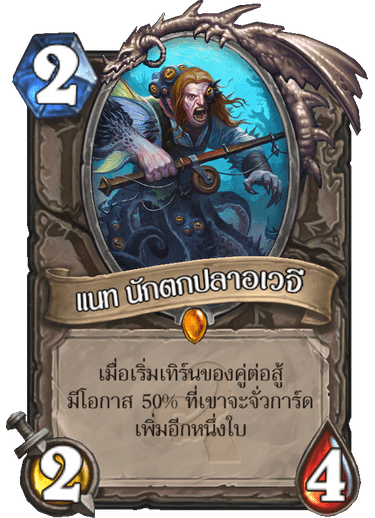 2
แนท นักตกปลาอเวจี
เมื่อเริ่มเทิร์นของคู่ต่อสู้
มีโอกาส 50% ที่เขาจะจั่วการ์ด
เพิ่มอีกหนึ่งใบ
2
4